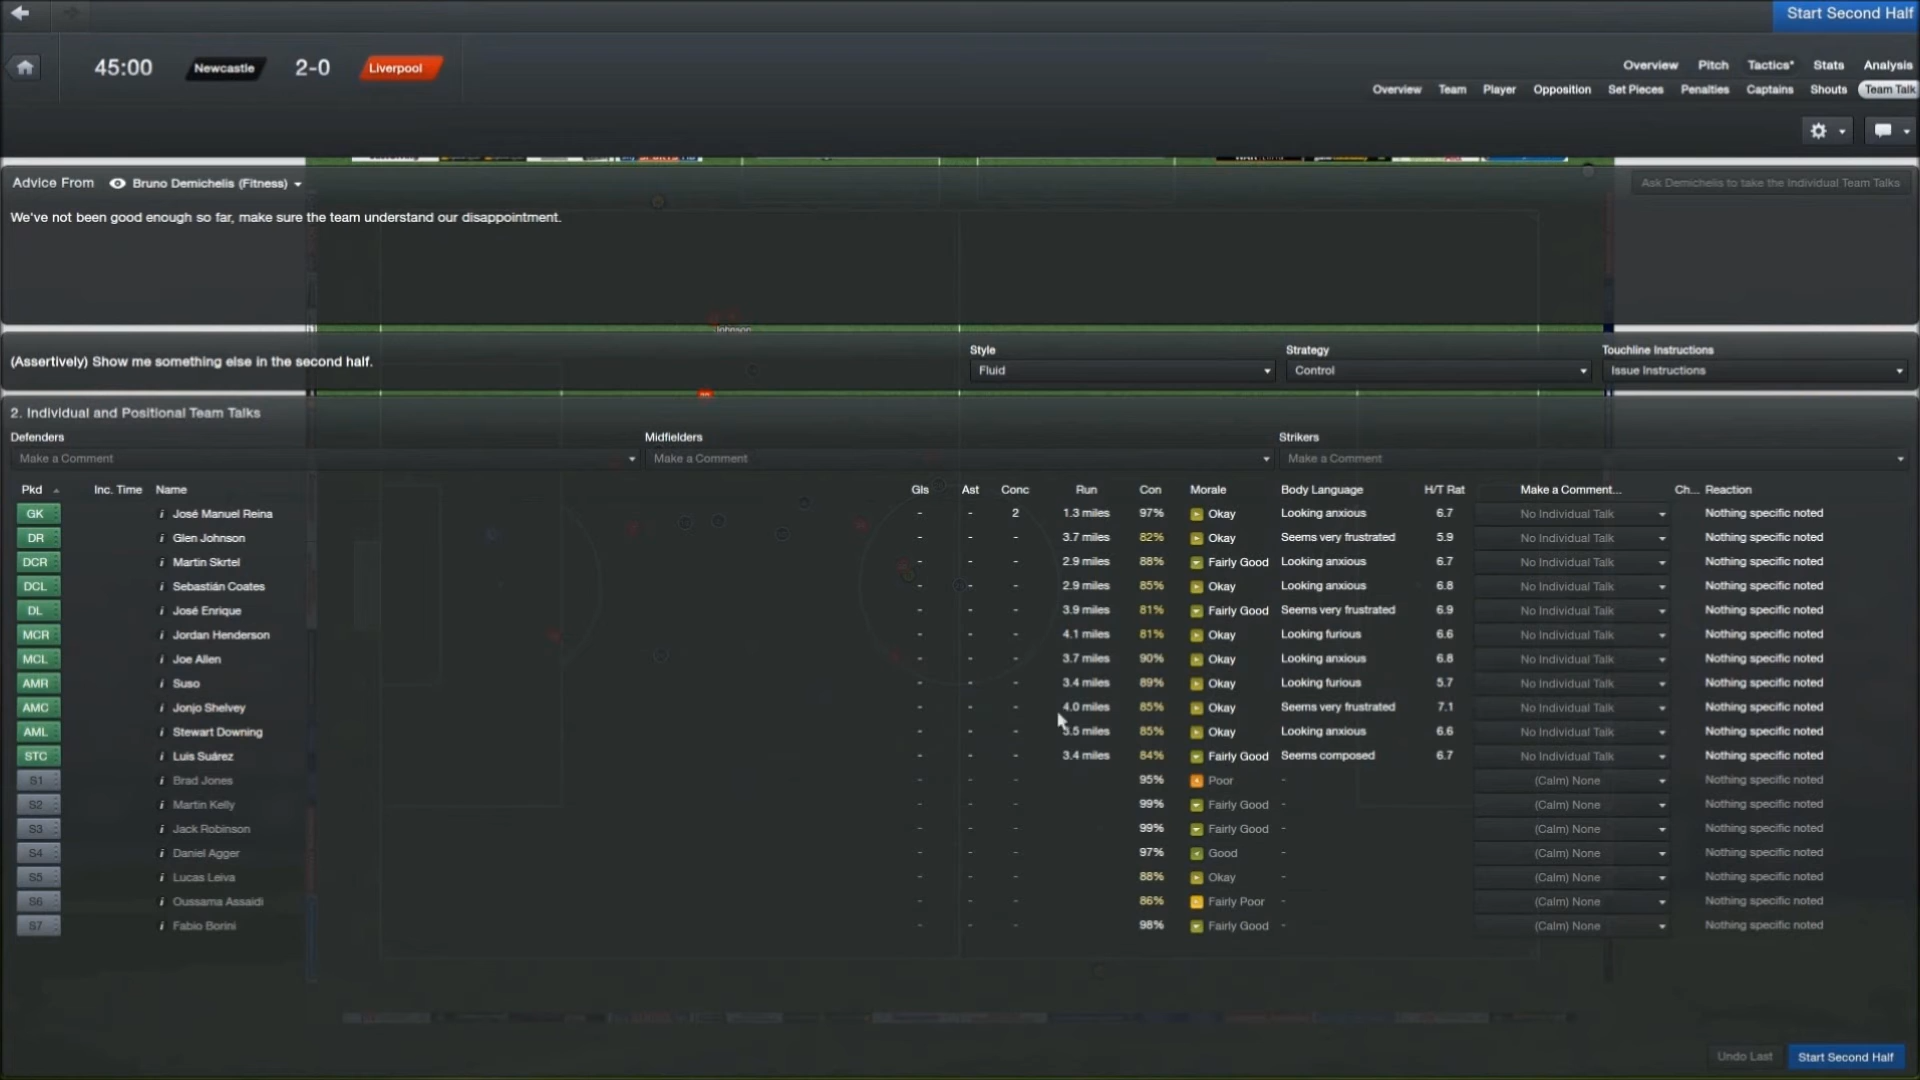 Start Second Half
45:00 Newcastle 2-0 Liverpool
Overview Pitch Tactics* Stats Analysis
Overview Team Player Opposition Set Pieces Penalties Captains Shouts Team Talk
Advice From Bruno Demichelis (Fitness) Ask Demichelis to take the Individual Team Talks
We've not been good enough so far, make sure the team understand our disappointment.
Johnson
Style Strategy Touchline Instructions
(Assertively) Show me something else in the second half. Fluid Control Issue Instructions
2. Individual and Positional Team Talks
Defenders Midfielders Strikers
Make a Comment Make a Comment Make a Comment
Pkd Inc. Time Name Gls Ast Conc Run Con Morale Body Language H/T Rat Make a Comment... Ch... Reaction
GK i José Manuel Reina - - 2 1.3 miles 97% Okay Looking anxious 6.7 No Individual Talk Nothing specific noted
DR i Glen Johnson - - - 3.7 miles 82% Okay Seems very frustrated 5.9 No Individual Talk Nothing specific noted
DCR i Martin Skrtel - - - 2.9 miles 88% Fairly Good Looking anxious 6.7 No Individual Talk Nothing specific noted
DCL i Sebastián Coates - - - 2.9 miles 85% Okay Looking anxious 6.8 No Individual Talk Nothing specific noted
DL i José Enrique - - - 3.9 miles 81% Fairly Good Seems very frustrated 6.9 No Individual Talk Nothing specific noted
MCR i Jordan Henderson - - - 4.1 miles 81% Okay Looking furious 6.6 No Individual Talk Nothing specific noted
MCL i Joe Allen - - - 3.7 miles 90% Okay Looking anxious 6.8 No Individual Talk Nothing specific noted
AMR i Suso - - - 3.4 miles 89% Okay Looking furious 5.7 No Individual Talk Nothing specific noted
AMC i Jonjo Shelvey - - - 4.0 miles 85% Okay Seems very frustrated 7.1 No Individual Talk Nothing specific noted
AML i Stewart Downing - - - 3.5 miles 85% Okay Looking anxious 6.6 No Individual Talk Nothing specific noted
STC i Luis Suárez - - - 3.4 miles 84% Fairly Good Seems composed 6.7 No Individual Talk Nothing specific noted
S1 i Brad Jones - - - 95% Poor - (Calm) None Nothing specific noted
S2 i Martin Kelly - - - 99% Fairly Good - (Calm) None Nothing specific noted
S3 i Jack Robinson - - - 99% Fairly Good - (Calm) None Nothing specific noted
S4 i Daniel Agger - - - 97% Good - (Calm) None Nothing specific noted
S5 i Lucas Leiva - - - 88% Okay - (Calm) None Nothing specific noted
S6 i Oussama Assaidi - - - 86% Fairly Poor - (Calm) None Nothing specific noted
S7 i Fabio Borini - - - 98% Fairly Good - (Calm) None Nothing specific noted
Undo Last Start Second Half